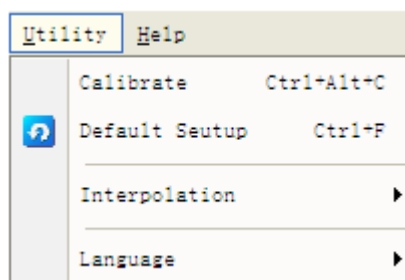 Utility Help
Calibrate Ctrl+Alt+C
Default Seutup Ctrl+F
Interpolation
Language